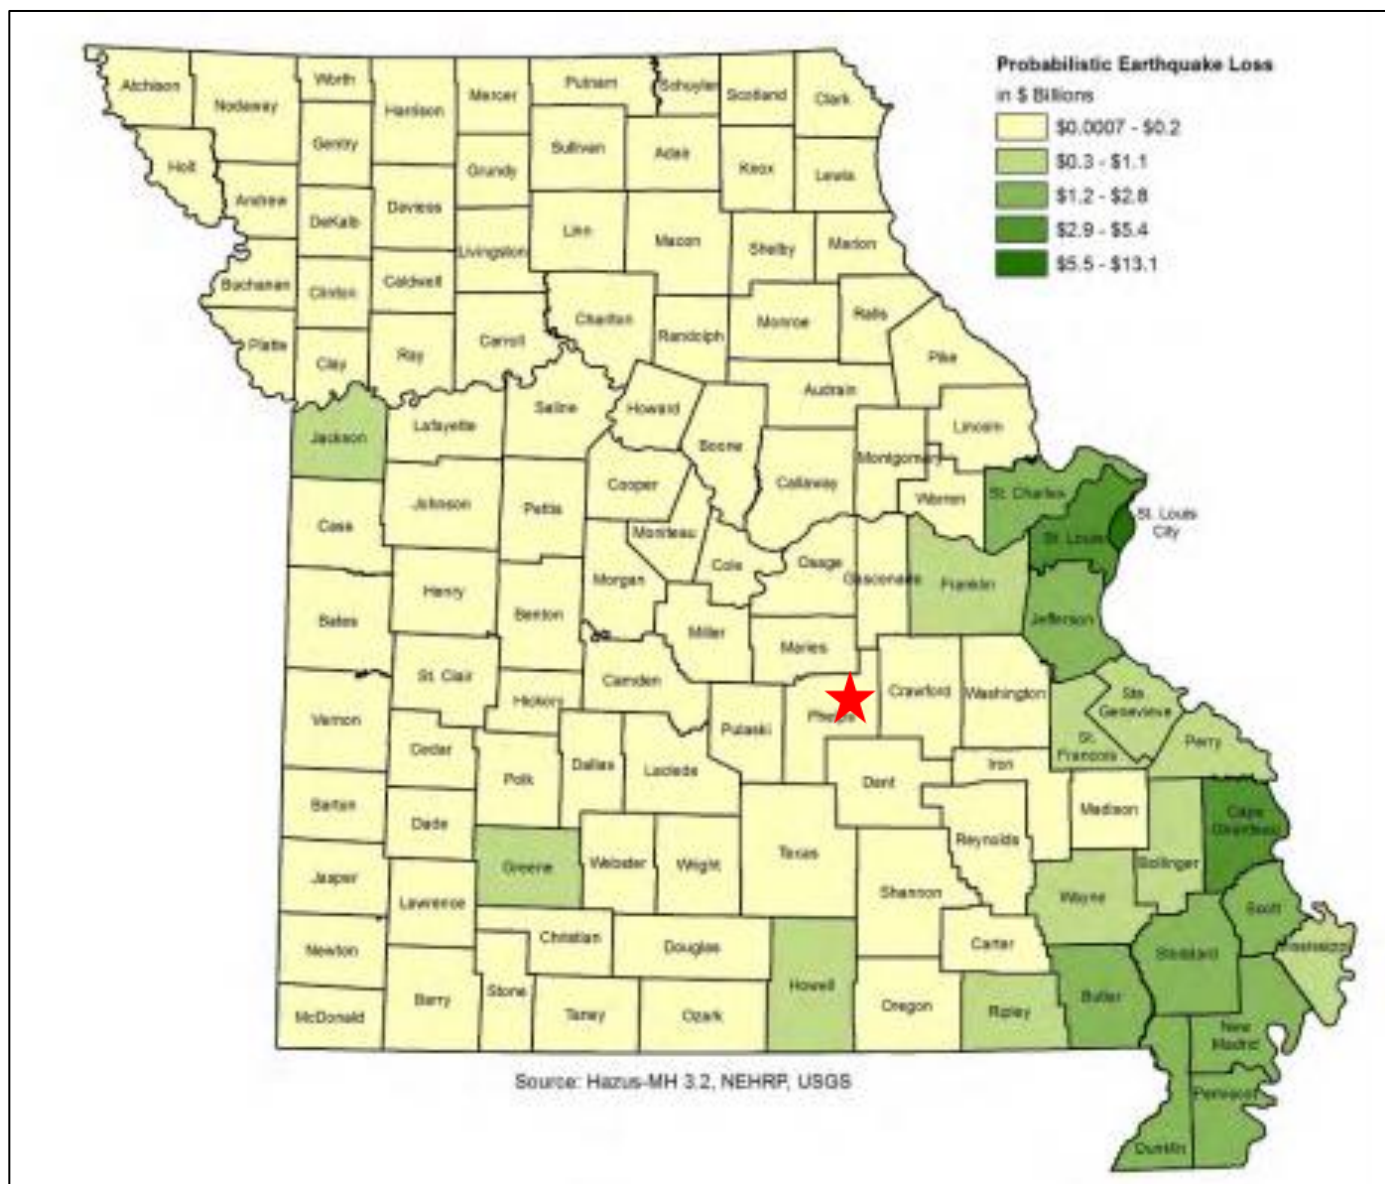 Probabilistic Earthquake Loss
in $ Billions
$0.0007 - $0.2
$0.3 - $1.1
$1.2 - $2.8
$2.9 - $5.4
$5.5 - $13.1
Atchison
Nodaway
Worth
Harrison
Mercer
Putnam
Schuyler
Scotland
Clark
Gentry
Sullivan
Adair
Knox
Lewis
Holt
Andrew
DeKalb
Daviess
Grundy
Linn
Macon
Shelby
Marion
Livingston
Buchanan
Clinton
Caldwell
Chariton
Randolph
Monroe
Ralls
Platte
Clay
Ray
Carroll
Pike
Audrain
Jackson
Lafayette
Saline
Howard
Boone
Lincoln
Callaway
Montgomery
Warren
St. Charles
Cass
Johnson
Pettis
Cooper
Moniteau
St. Louis
St. Louis
City
Cole
Osage
Gasconade
Franklin
Morgan
Bates
Henry
Benton
Miller
Maries
Jefferson
St. Clair
Hickory
Camden
Crawford
Washington
Ste
Genevieve
Vernon
Cedar
Polk
Dallas
Laclede
Pulaski
St.
Francois
Perry
Iron
Dent
Madison
Barton
Dade
Cape
Girardeau
Jasper
Greene
Webster
Wright
Texas
Reynolds
Bollinger
Lawrence
Shannon
Wayne
Scott
Newton
Christian
Douglas
Carter
Stoddard
Mississippi
McDonald
Barry
Stone
Taney
Ozark
Howell
Oregon
Ripley
Butler
New
Madrid
Pemiscot
Dunklin
Source: Hazus-MH 3.2, NEHRP, USGS